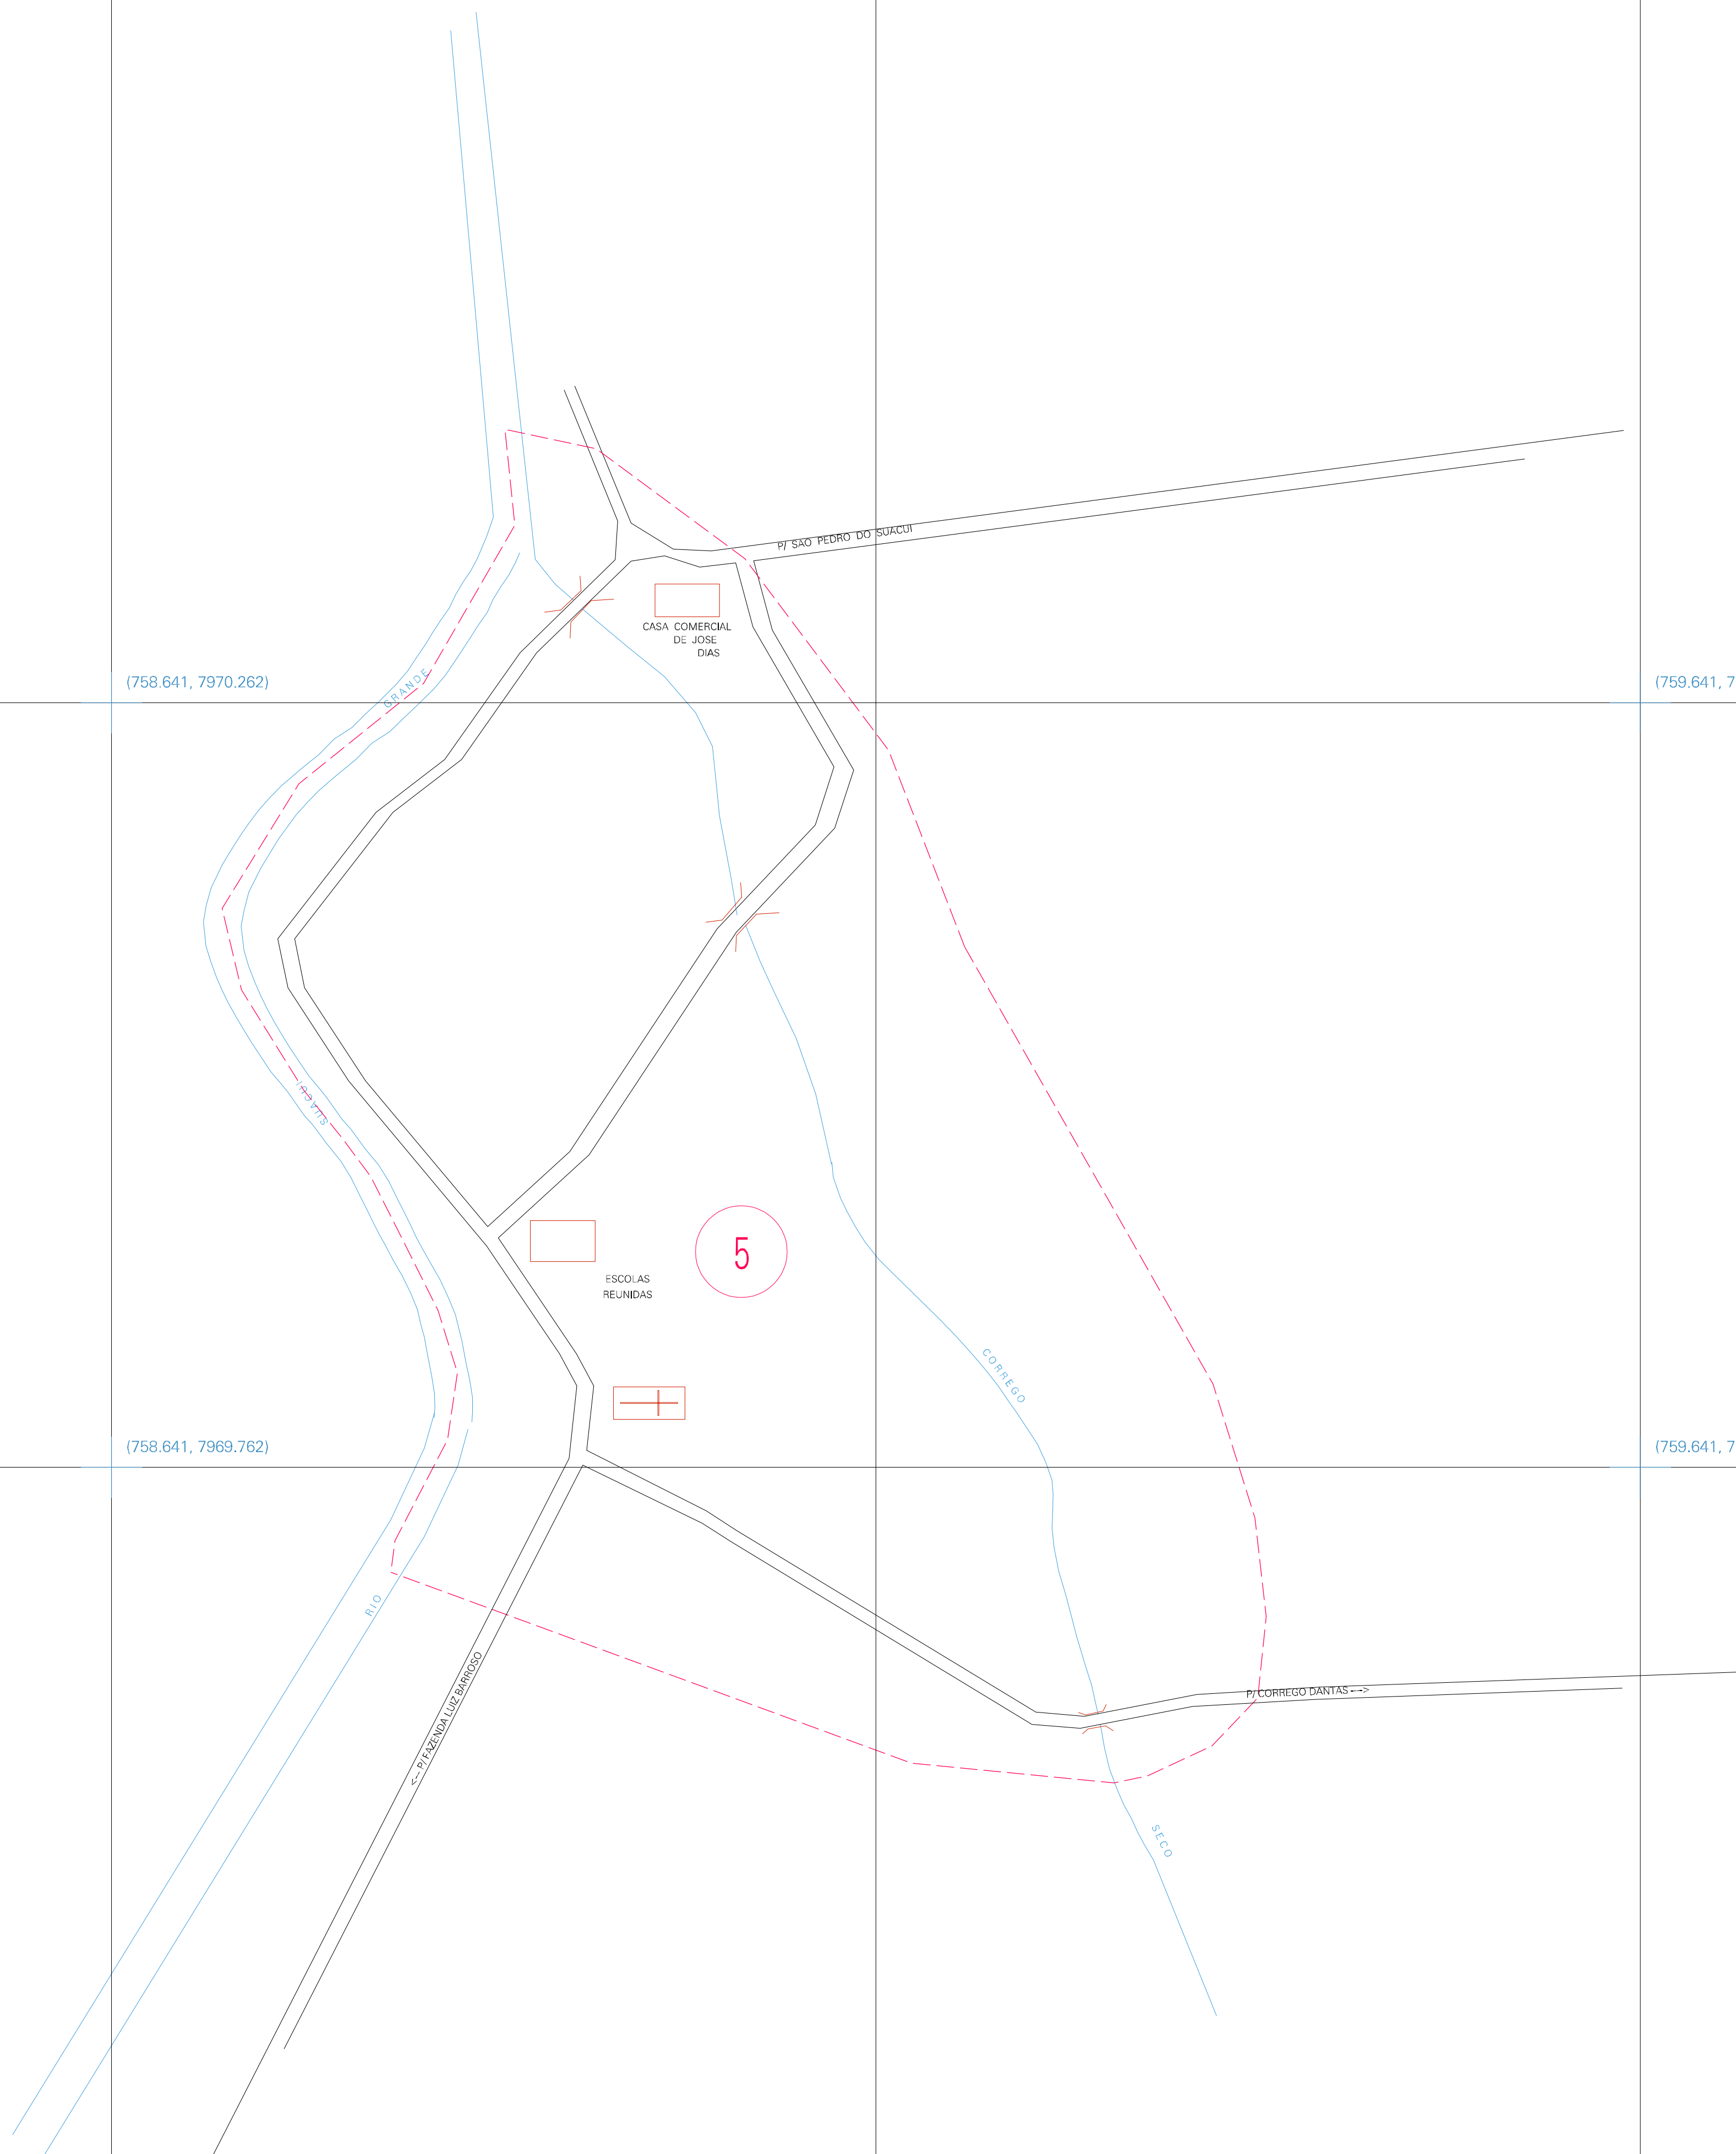 P/ SAO PEDRO DO SUACUI
CASA COMERCIAL
DE JOSE
DIAS
GRANDE
(758.641, 7970.262)
(759.641, 7
SUACUI
5
ESCOLAS
REUNIDAS
CORREGO
(758.641, 7969.762)
(759.641, 7
RIO
<-- P/ FAZENDA LUIZ BARROSO
P/ CORREGO DANTAS -->
SECO